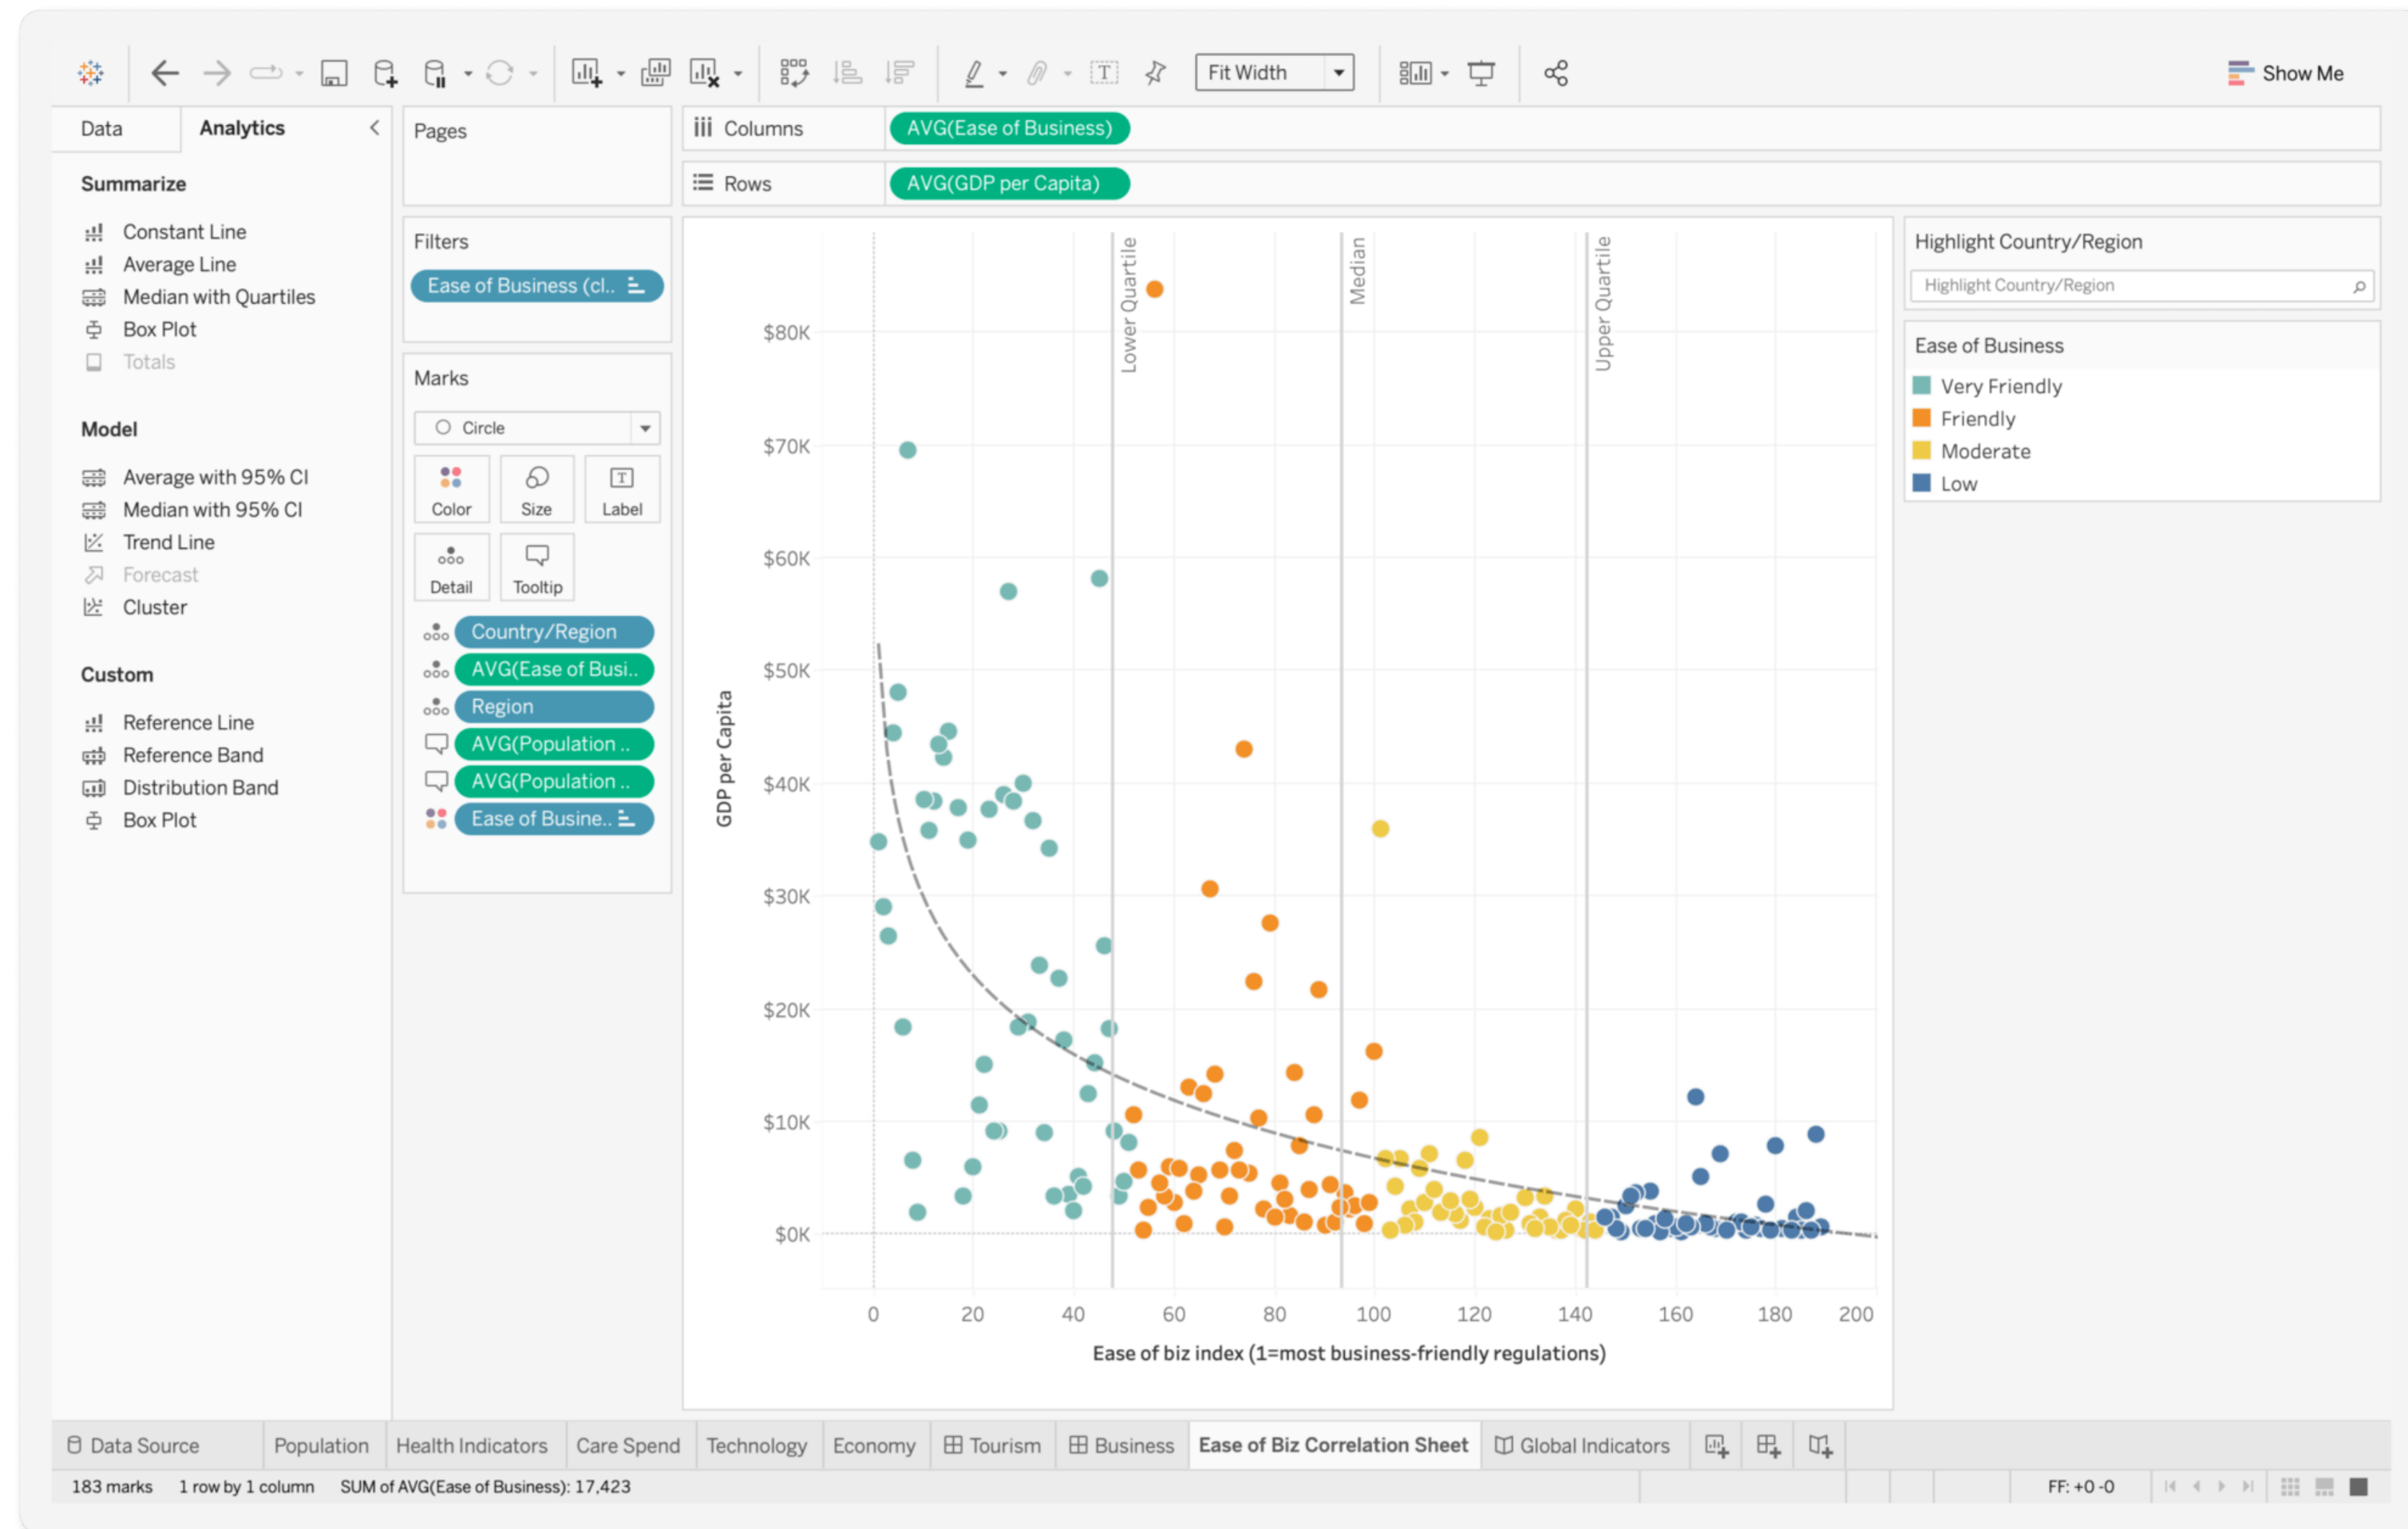 Fit Width
Show Me
Data
Analytics
Summarize
Constant Line
Average Line
Median with Quartiles
Box Plot
Totals
Model
Average with 95% CI
Median with 95% CI
Trend Line
Forecast
Cluster
Custom
Reference Line
Reference Band
Distribution Band
Box Plot
Pages
Filters
Ease of Business (cl..
Marks
Circle
Color
Size
T
Label
Detail
Tooltip
Country/Region
AVG(Ease of Busi..
Region
AVG(Population ..
AVG(Population ..
Ease of Busine..
Columns
AVG(Ease of Business)
Rows
AVG(GDP per Capita)
Lower Quartile
Median
Upper Quartile
$80K
$70K
$60K
$50K
$40K
$30K
$20K
$10K
$0K
GDP per Capita
0 20 40 60 80 100 120 140 160 180 200
Ease of biz index (1=most business-friendly regulations)
Highlight Country/Region
Highlight Country/Region
Ease of Business
Very Friendly
Friendly
Moderate
Low
Data Source
Population
Health Indicators
Care Spend
Technology
Economy
Tourism
Business
Ease of Biz Correlation Sheet
Global Indicators
183 marks
1 row by 1 column
SUM of AVG(Ease of Business): 17,423
FF: +0 -0